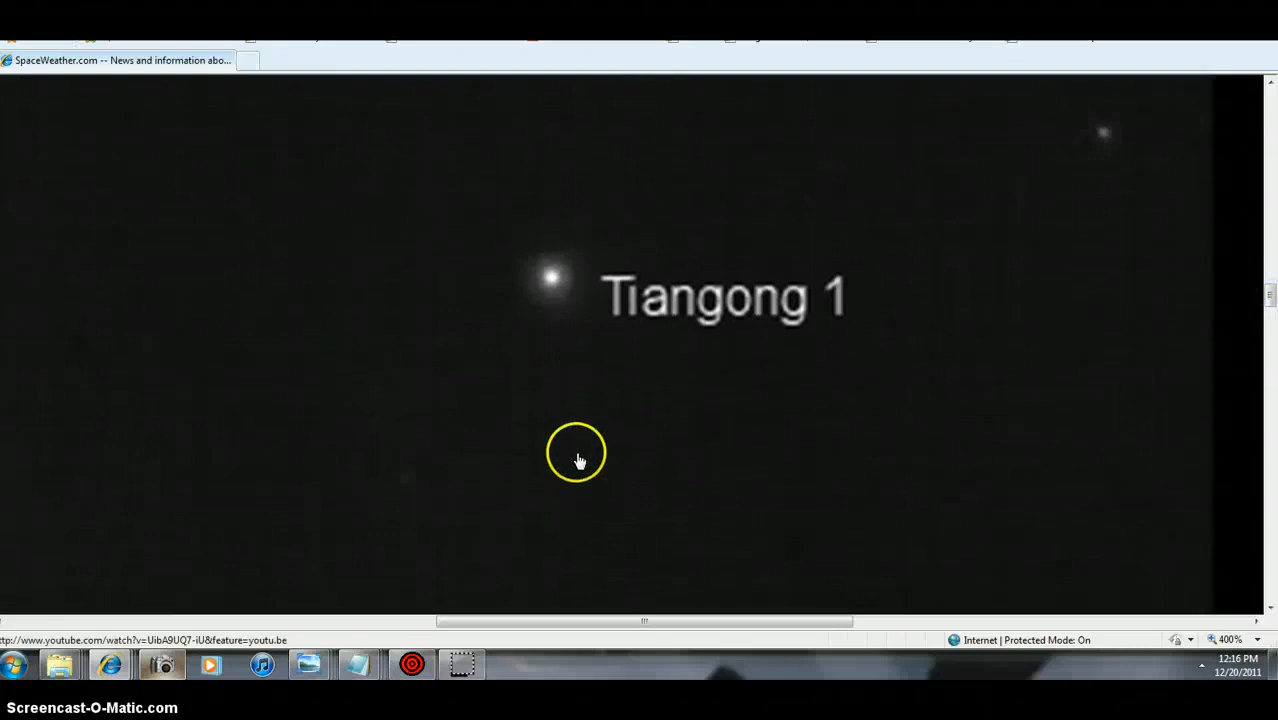 SpaceWeather.com -- News and information abo...
Tiangong 1
ttp://www.youtube.com/watch?v=UibA9UQ7-iU&feature=youtu.be
Internet | Protected Mode: On
400%
12:16 PM
12/20/2011
Screencast-O-Matic.com